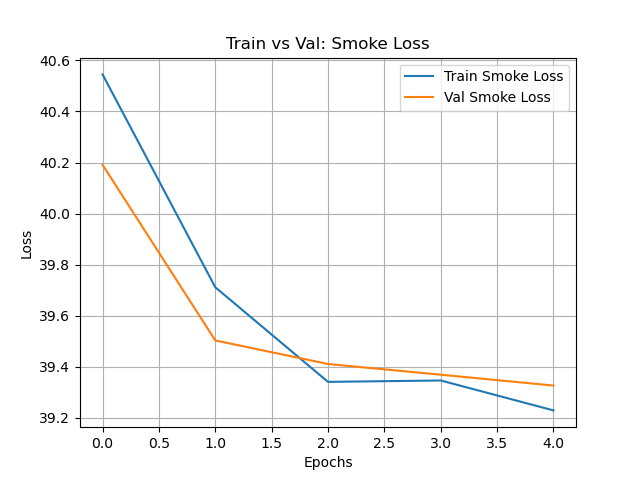 Train vs Val: Smoke Loss
Train Smoke Loss
Val Smoke Loss
Loss
40.6
40.4
40.2
40.0
39.8
39.6
39.4
39.2
0.0 0.5 1.0 1.5 2.0 2.5 3.0 3.5 4.0
Epochs